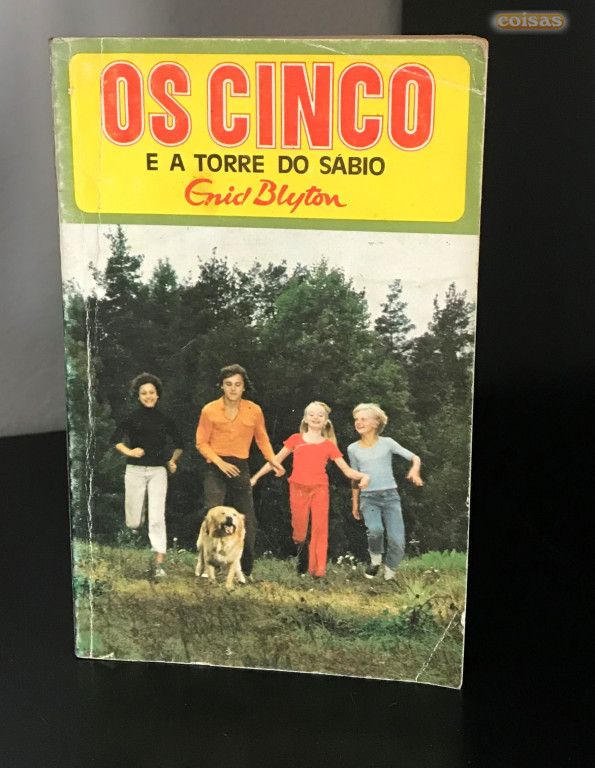 coisas
OS CINCO
E A TORRE DO SÁBIO
Enid Blyton